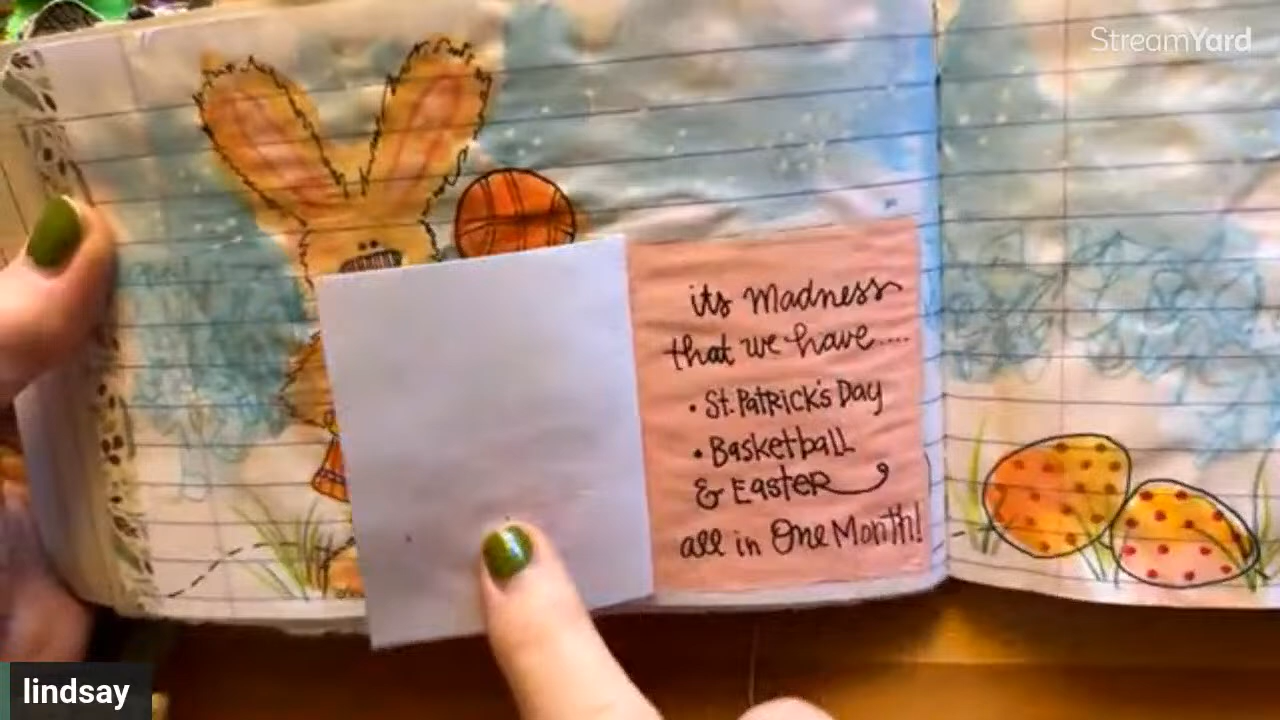 StreamYard
its Madness
that we have....
• St. Patrick's Day
• Basketball
& Easter
all in One Month!
lindsay